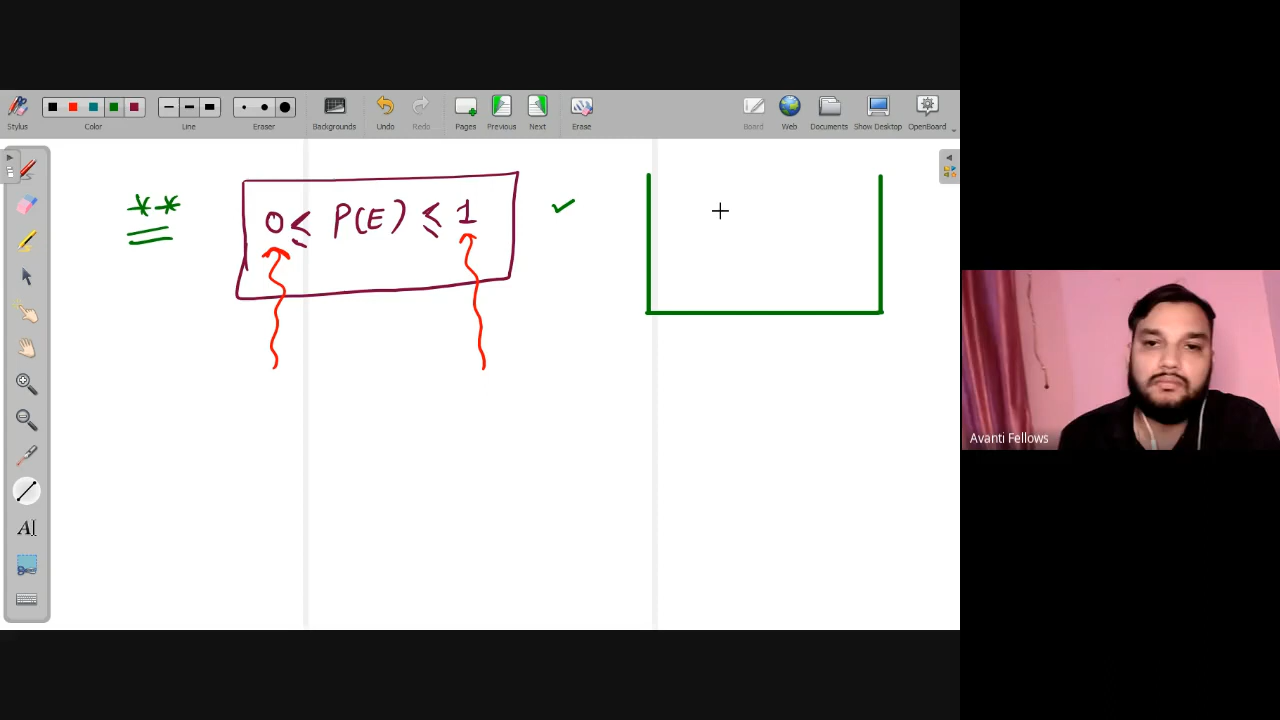 Stylus
Color
Line
Eraser
Backgrounds
Undo
Redo
Pages
Previous
Next
Erase
Board
Web
Documents
Show Desktop
OpenBoard
**
0 ≤ P(E) ≤ 1
✓
A
Avanti Fellows